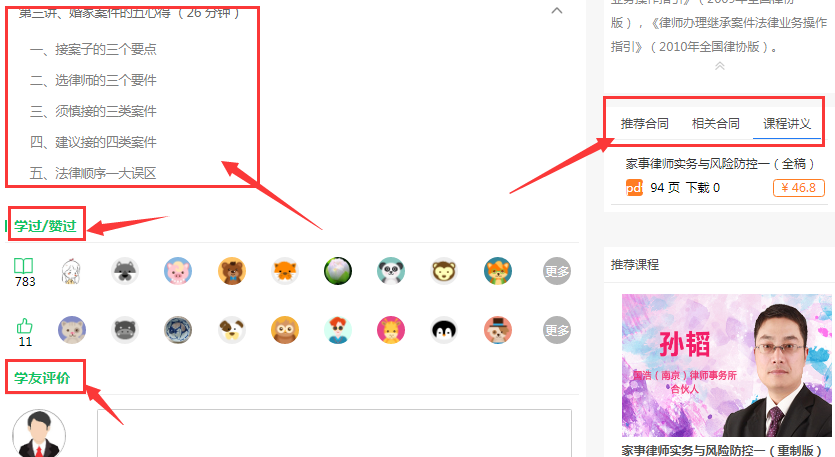 第三讲、婚家案件的五心得（26 分钟）
一、接案子的三个要点
二、选律师的三个要件
三、须慎接的三类案件
四、建议接的四类案件
五、法律顺序一大误区
学过/赞过
783
更多
11
更多
学友评价
业务操作指引》（2009年全国律协
版），《律师办理继承案件法律业务操作
指引》（2010年全国律协版）。
推荐合同 相关合同 课程讲义
家事律师实务与风险防控一（全稿）
pdf 94 页 下载 0 ¥ 46.8
推荐课程
孙韬
国浩（南京）律师事务所
合伙人
家事律师实务与风险防控一（重制版）